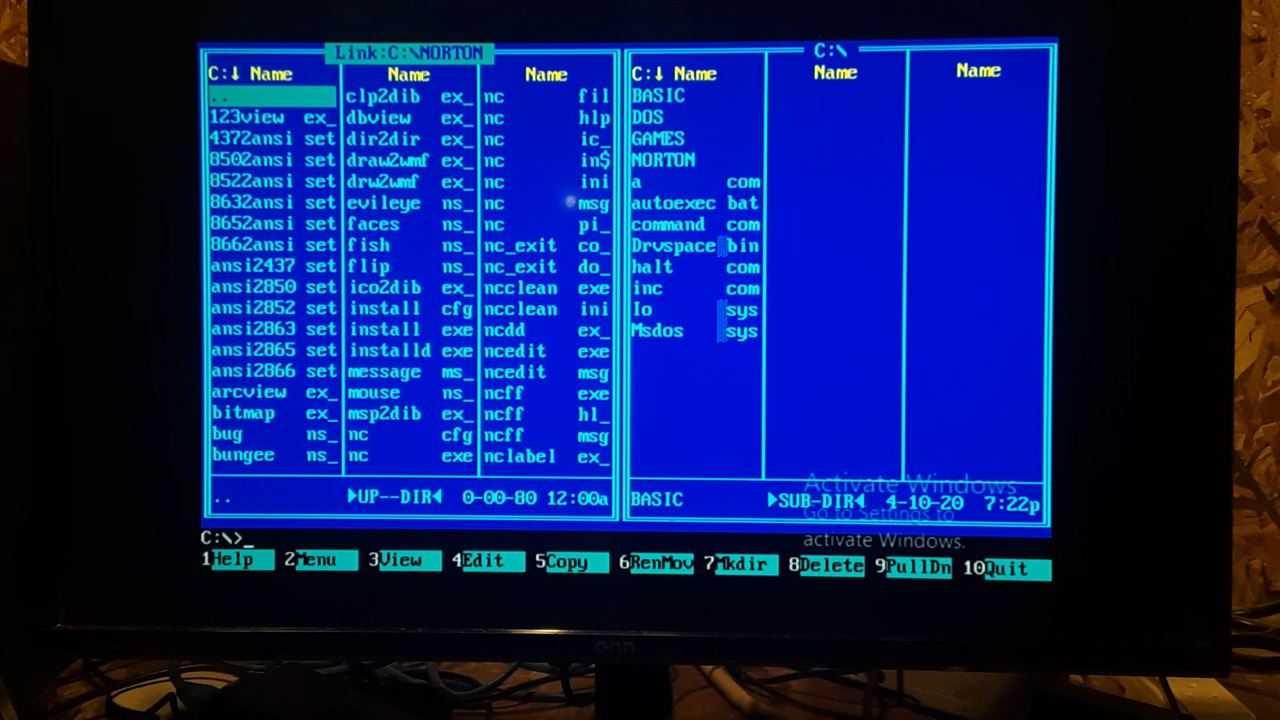 Link:C:\NORTON
C:↓ Name Name Name
.. clp2dib ex_ nc fil
123view ex_ dbview ex_ nc hlp
4372ansi set dir2dir ex_ nc ic_
8502ansi set draw2wmf ex_ nc in$
8522ansi set drw2wmf ex_ nc ini
8632ansi set evileye ns_ nc msg
8652ansi set faces ns_ nc pi_
8662ansi set fish ns_ nc_exit co_
ansi2437 set flip ns_ nc_exit do_
ansi2850 set ico2dib ex_ ncclean exe
ansi2852 set install cfg ncclean ini
ansi2863 set install exe ncdd ex_
ansi2865 set installd exe ncedit exe
ansi2866 set message ms_ ncedit msg
arcview ex_ mouse ns_ ncff exe
bitmap ex_ msp2dib ex_ ncff hl_
bug ns_ nc cfg ncff msg
bungee ns_ nc exe nclabel ex_
.. ►UP--DIR◄ 0-00-80 12:00a
C:\
C:↓ Name Name Name
BASIC
DOS
GAMES
NORTON
a com
autoexec bat
command com
Drvspace░bin
halt com
inc com
Io ░sys
Msdos ░sys
BASIC ►SUB-DIR◄ 4-10-20 7:22p
Activate Windows
Go to Settings to
activate Windows.
C:\>_
1Help 2Menu 3View 4Edit 5Copy 6RenMov 7Mkdir 8Delete 9PullDn 10Quit
onn.